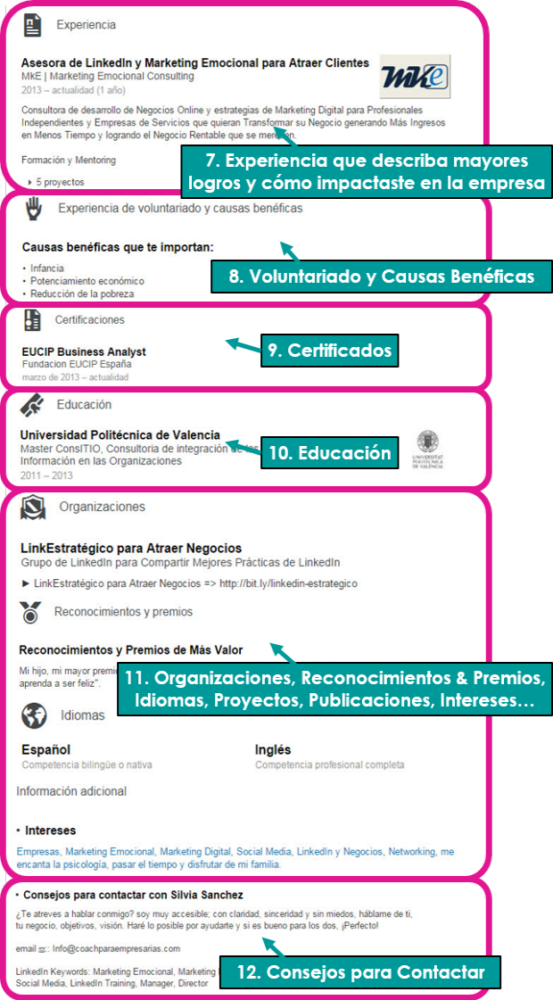 Experiencia
Asesora de LinkedIn y Marketing Emocional para Atraer Clientes
MkE | Marketing Emocional Consulting
2013 – actualidad (1 año)
MKe
Consultora de desarrollo de Negocios Online y estrategias de Marketing Digital para Profesionales
Independientes y Empresas de Servicios que quieran Transformar su Negocio generando Más Ingresos
en Menos Tiempo y logrando el Negocio Rentable que se merecen.
Formación y Mentoring
5 proyectos
7. Experiencia que describa mayores
logros y cómo impactaste en la empresa
Experiencia de voluntariado y causas benéficas
Causas benéficas que te importan:
• Infancia
• Potenciamiento económico
• Reducción de la pobreza
8. Voluntariado y Causas Benéficas
Certificaciones
EUCIP Business Analyst
Fundacion EUCIP España
marzo de 2013 – actualidad
9. Certificados
Educación
Universidad Politécnica de Valencia
Master ConsITIO, Consultoria de integración de las
Información en las Organizaciones
2011 – 2013
10. Educación
UNIVERSITAT
POLITÈCNICA
DE VALÈNCIA
Organizaciones
LinkEstratégico para Atraer Negocios
Grupo de LinkedIn para Compartir Mejores Prácticas de LinkedIn
► LinkEstratégico para Atraer Negocios => http://bit.ly/linkedin-estrategico
Reconocimientos y premios
Reconocimientos y Premios de Más Valor
Mi hijo, mi mayor premio
aprenda a ser feliz".
11. Organizaciones, Reconocimientos & Premios,
Idiomas, Proyectos, Publicaciones, Intereses...
Idiomas
Español Inglés
Competencia bilingüe o nativa Competencia profesional completa
Información adicional
• Intereses
Empresas, Marketing Emocional, Marketing Digital, Social Media, LinkedIn y Negocios, Networking, me
encanta la psicología, pasar el tiempo y disfrutar de mi familia.
• Consejos para contactar con Silvia Sanchez
¿Te atreves a hablar conmigo? soy muy accesible; con claridad, sinceridad y sin miedos, háblame de ti,
tu negocio, objetivos, visión. Haré lo posible por ayudarte y si es bueno para los dos, ¡Perfecto!
email ✉:: Info@coachparaempresarias.com
LinkedIn Keywords: Marketing Emocional, Marketing
Social Media, LinkedIn Training, Manager, Director
12. Consejos para Contactar